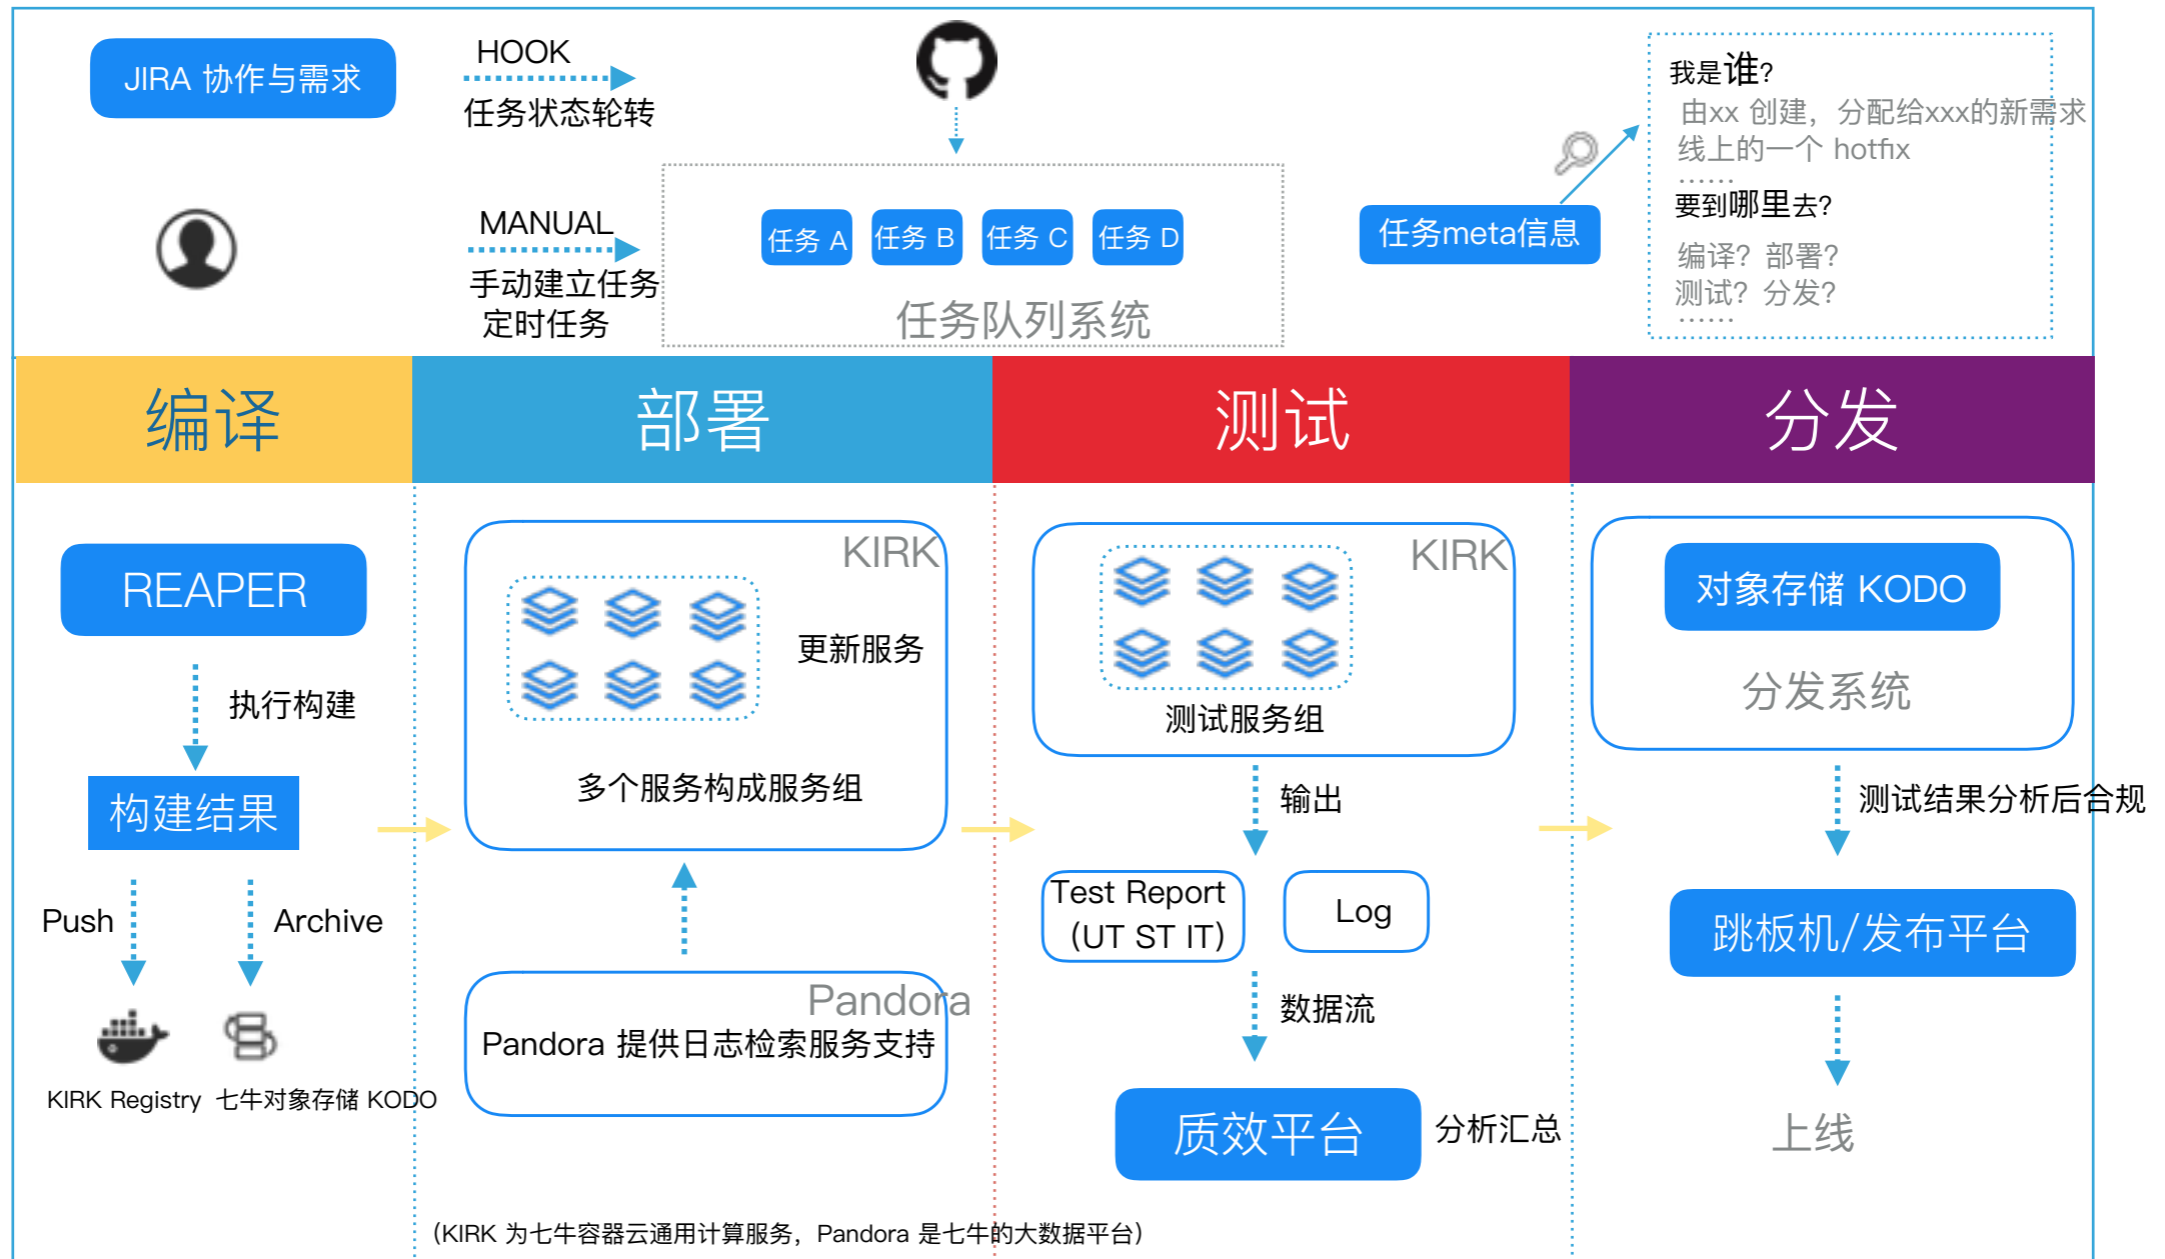 JIRA 协作与需求
HOOK
任务状态轮转
MANUAL
手动建立任务
定时任务
任务 A
任务 B
任务 C
任务 D
任务队列系统
任务meta信息
我是谁？
由xx 创建，分配给xxx的新需求
线上的一个 hotfix
......
要到哪里去？
编译？部署？
测试？分发？
......
编译
部署
测试
分发
REAPER
执行构建
构建结果
Push
Archive
KIRK Registry
七牛对象存储 KODO
KIRK
更新服务
多个服务构成服务组
Pandora
Pandora 提供日志检索服务支持
KIRK
测试服务组
输出
Test Report
（UT ST IT）
Log
数据流
质效平台
分析汇总
对象存储 KODO
分发系统
测试结果分析后合规
跳板机/发布平台
上线
（KIRK 为七牛容器云通用计算服务，Pandora 是七牛的大数据平台）